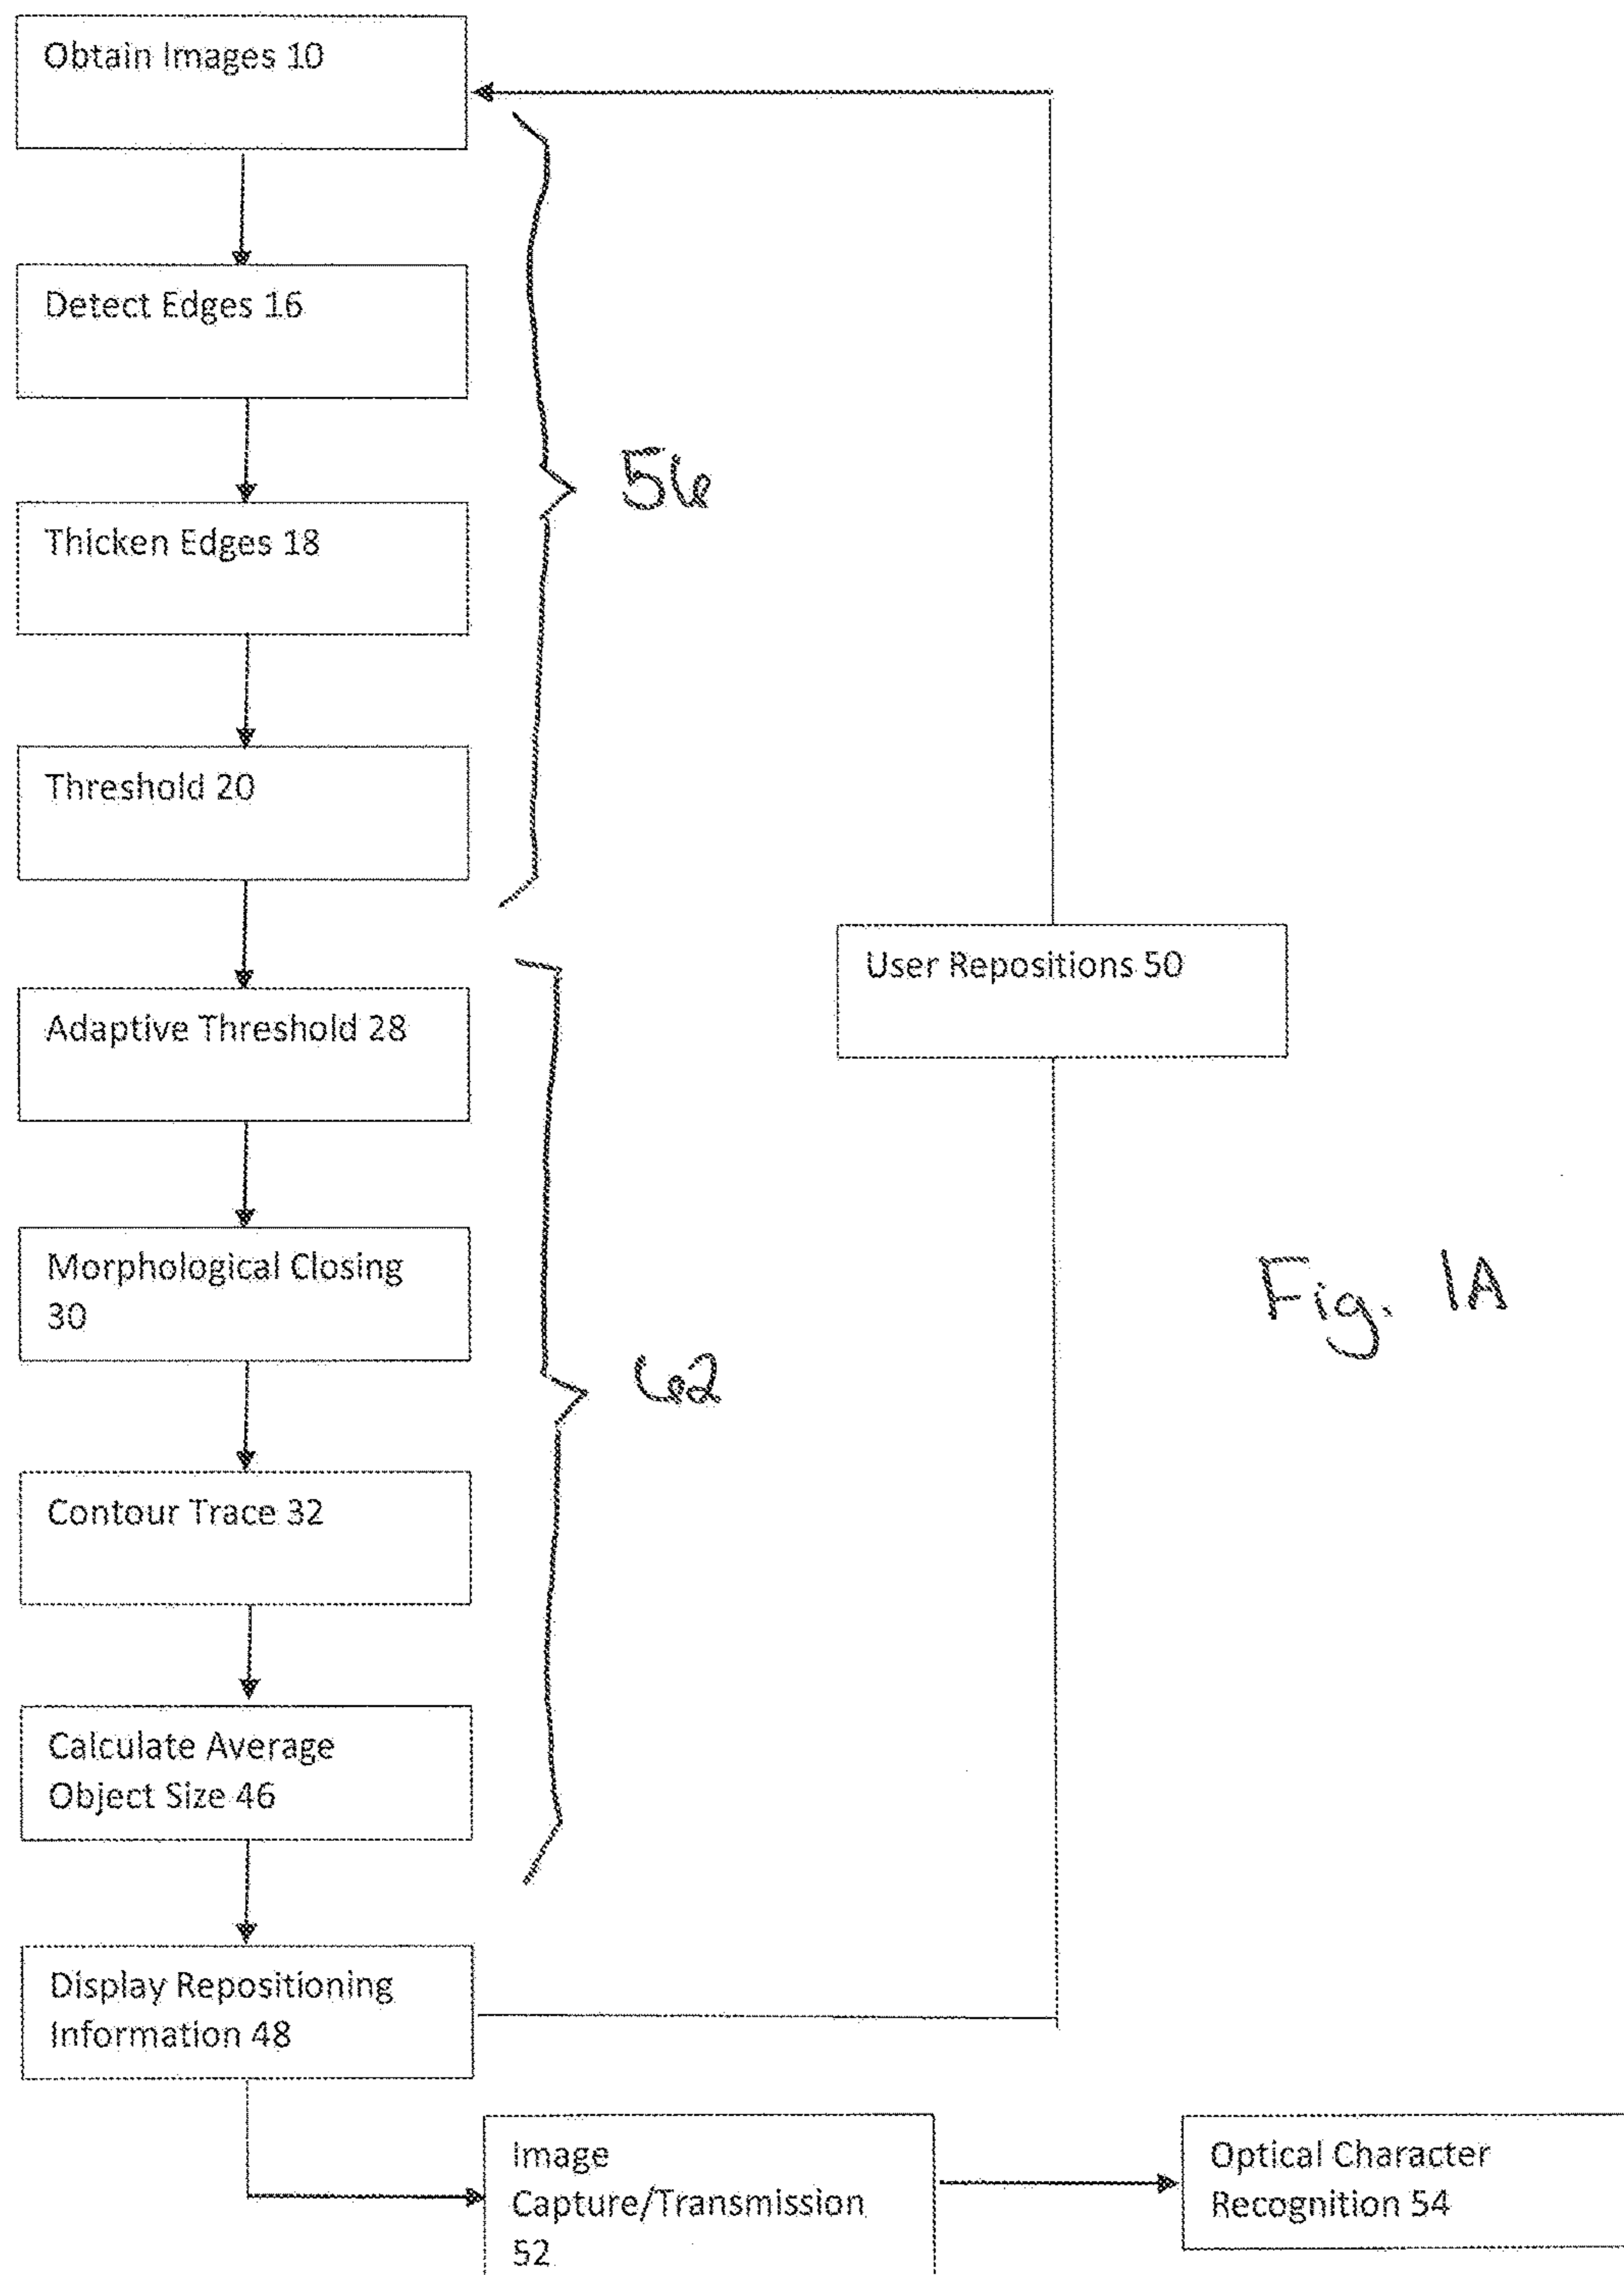 Obtain Images 10
Detect Edges 16
Thicken Edges 18
56
Threshold 20
User Repositions 50
Adaptive Threshold 28
Morphological Closing
30
Fig. 1A
62
Contour Trace 32
Calculate Average
Object Size 46
Display Repositioning
Information 48
Image
Capture/Transmission
52
Optical Character
Recognition 54